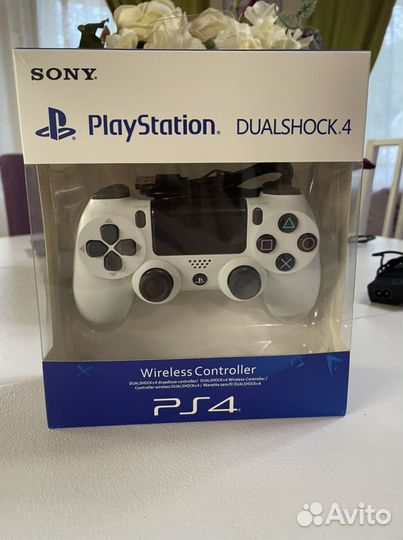 SONY
PlayStation® DUALSHOCK®4
Wireless Controller
DUALSHOCK®4 draadloze controller/ DUALSHOCK®4 Wireless-Controller /
Controller wireless DUALSHOCK®4 / Manette sans fil DUALSHOCK®4
PS4
Avito